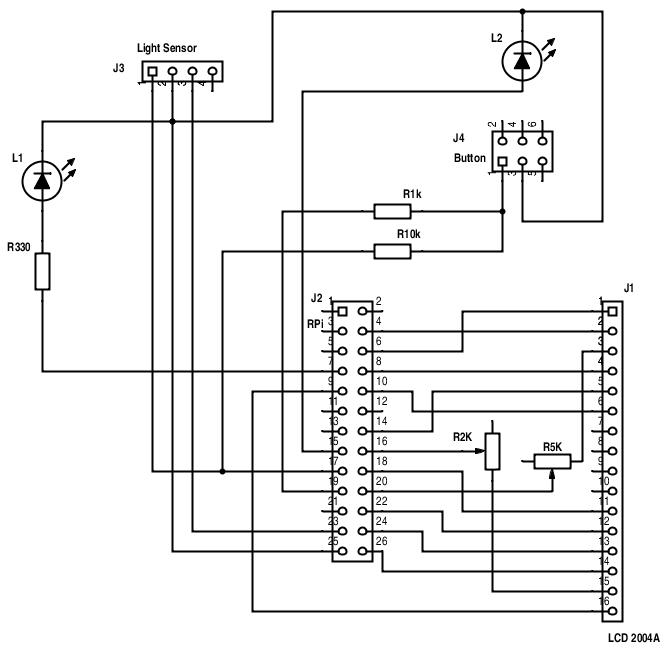 Light Sensor
J3
1 2 3 4
L2
L1
2 4 6
J4
Button
1 3 5
R1k
R10k
R330
J2
RPi
J1
1 2
3 4
5 6
7 8
9 10
11 12
13 14
15 16
17 18
19 20
21 22
23 24
25 26
R2K
R5K
1
2
3
4
5
6
7
8
9
10
11
12
13
14
15
16
LCD 2004A